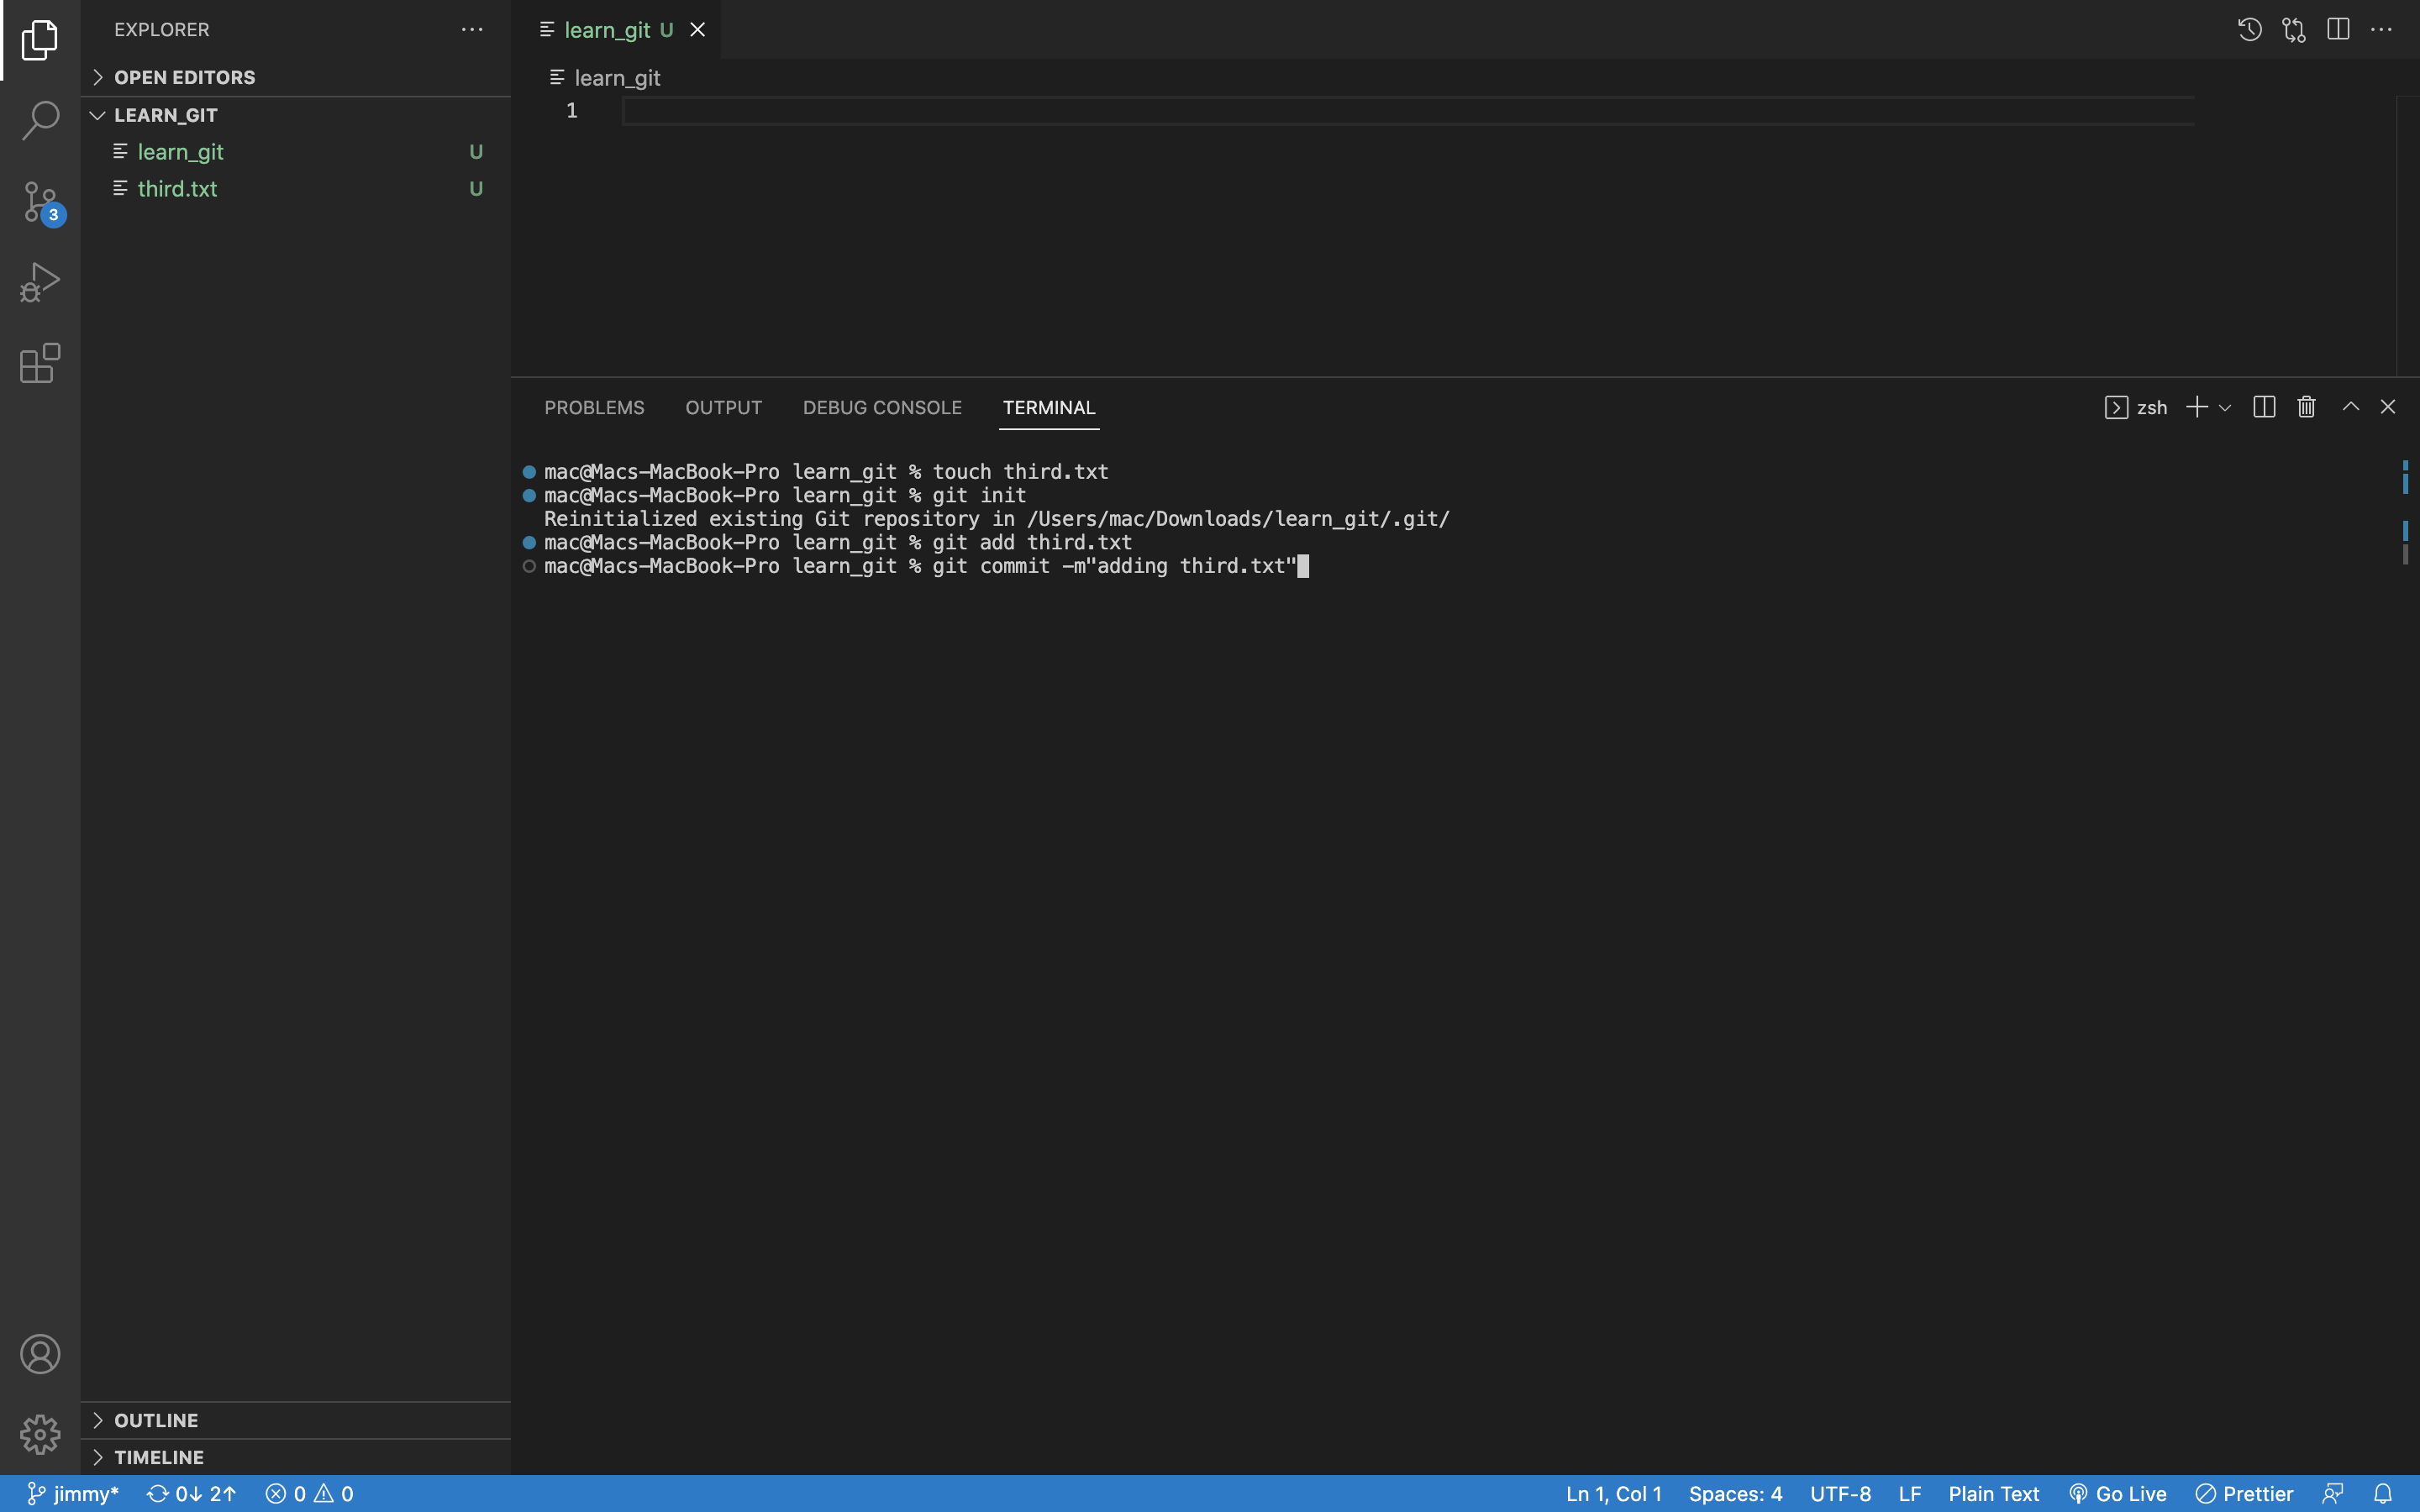 EXPLORER
OPEN EDITORS
LEARN_GIT
learn_git U
third.txt U
3
learn_git U
learn_git
1
PROBLEMS OUTPUT DEBUG CONSOLE TERMINAL
zsh
mac@Macs-MacBook-Pro learn_git % touch third.txt
mac@Macs-MacBook-Pro learn_git % git init
Reinitialized existing Git repository in /Users/mac/Downloads/learn_git/.git/
mac@Macs-MacBook-Pro learn_git % git add third.txt
mac@Macs-MacBook-Pro learn_git % git commit -m"adding third.txt"
OUTLINE
TIMELINE
jimmy* 0↓ 2↑ 0 0 Ln 1, Col 1 Spaces: 4 UTF-8 LF Plain Text Go Live Prettier